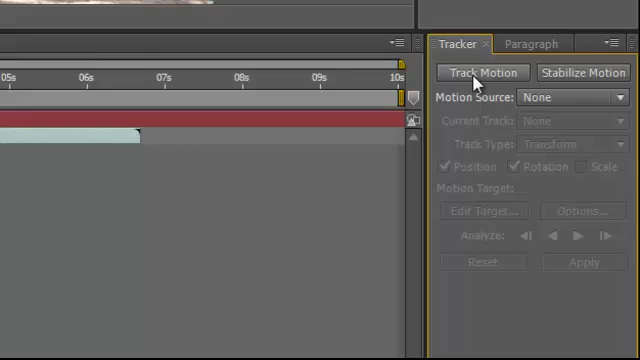 Tracker × Paragraph
05s 06s 07s 08s 09s 10s
Track Motion Stabilize Motion
Motion Source: None
Current Track: None
Track Type: Transform
Position Rotation Scale
Motion Target:
Edit Target... Options...
Analyze:
Reset Apply